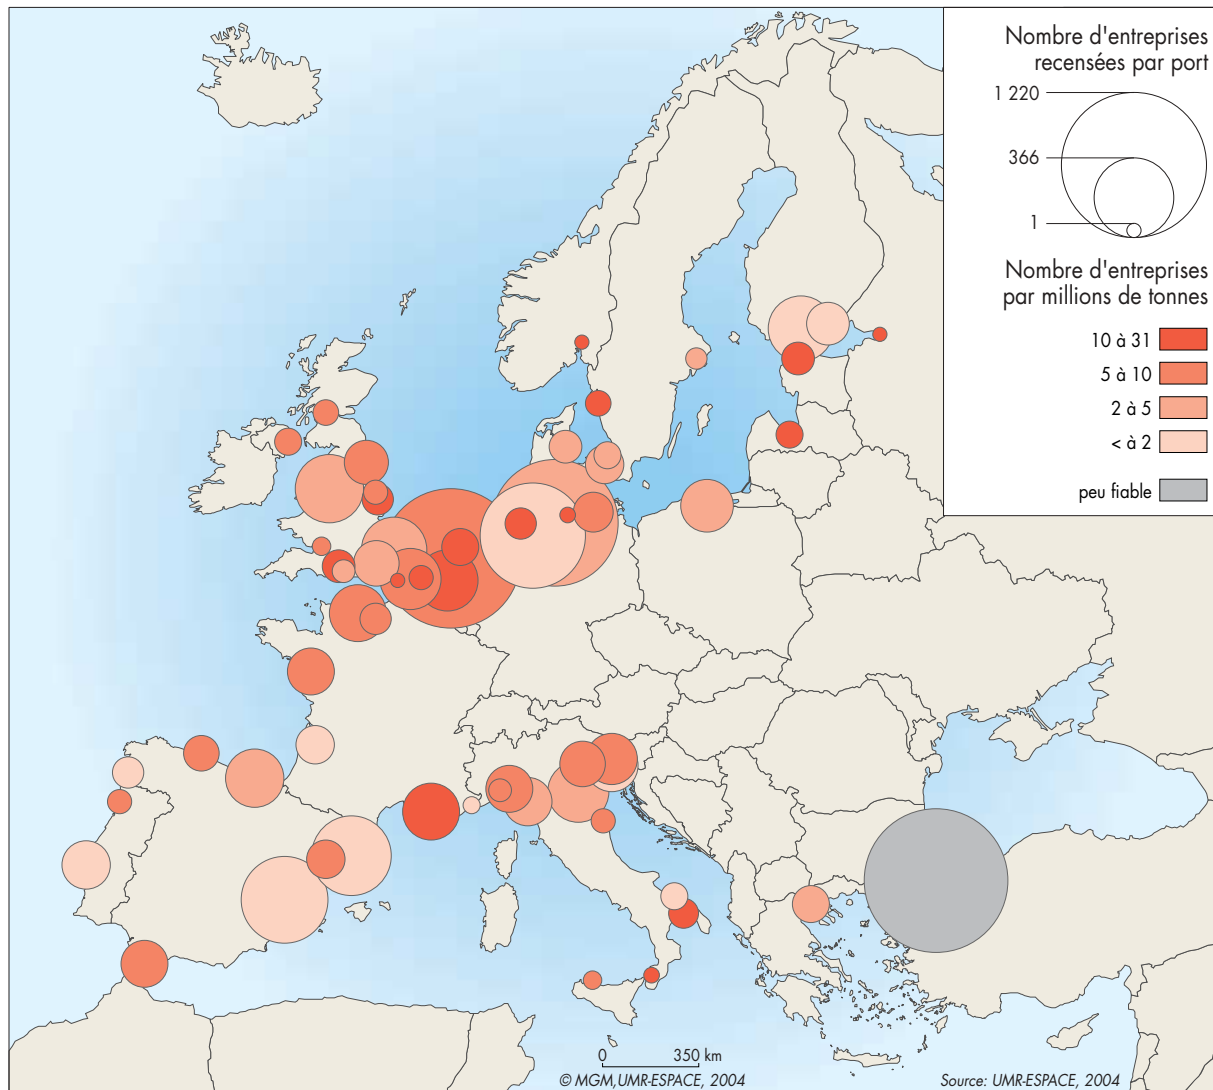 Nombre d'entreprises
recensées par port
1 220
366
1
Nombre d'entreprises
par millions de tonnes
10 à 31
5 à 10
2 à 5
< à 2
peu fiable
0 350 km
© MGM,UMR-ESPACE, 2004
Source: UMR-ESPACE, 2004